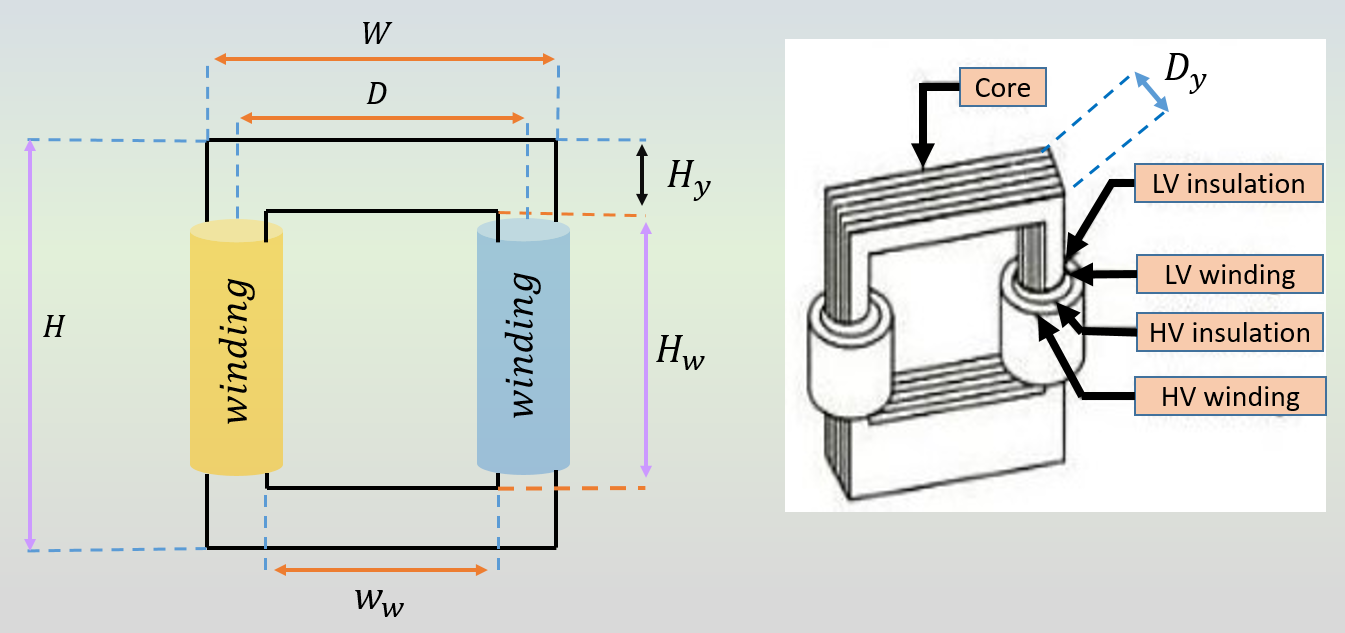 W
D
H
H_y
H_w
w_w
winding
winding
D_y
Core
LV insulation
LV winding
HV insulation
HV winding